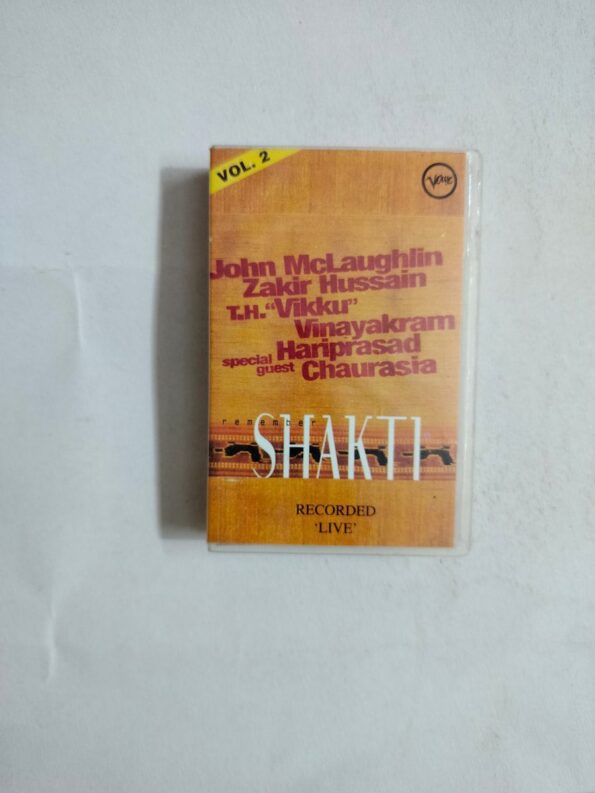 VOL. 2
Verve
John McLaughlin
Zakir Hussain
T.H. "Vikku"
Vinayakram
special guest Hariprasad
Chaurasia
remember
SHAKTI
RECORDED
'LIVE'